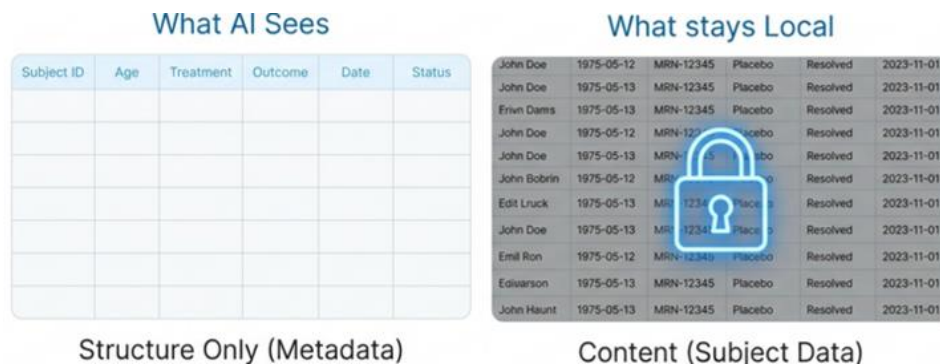 What AI Sees
Subject ID Age Treatment Outcome Date Status
Structure Only (Metadata)
What stays Local
John Doe 1975-05-12 MRN-12345 Placebo Resolved 2023-11-01
John Doe 1975-05-13 MRN-12345 Placebo Resolved 2023-11-01
Erivn Dams 1975-05-13 MRN-12345 Placebo Resolved 2023-11-01
John Doe 1975-05-12 Resolved 2023-11-01
John Doe 1975-05-13 Resolved 2023-11-01
John Bobrin 1975-05-12 Resolved 2023-11-01
Edit Lruck 1975-05-13 Resolved 2023-11-01
John Doe 1975-05-13 Resolved 2023-11-01
Emil Ron 1975-05-12 MRN-12345 Placebo Resolved 2023-11-01
Edivarson 1975-05-13 MRN-12345 Placebo Resolved 2023-11-01
John Haunt 1975-05-13 MRN-12345 Placebo Resolved 2023-11-01
Content (Subject Data)